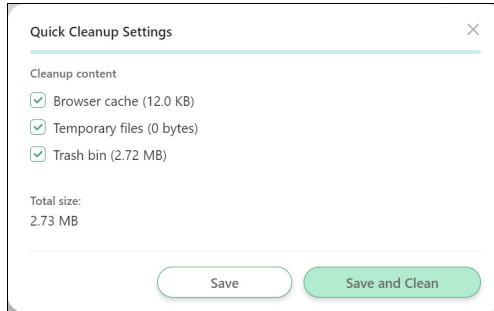 Quick Cleanup Settings
Cleanup content
Browser cache (12.0 KB)
Temporary files (0 bytes)
Trash bin (2.72 MB)
Total size:
2.73 MB
Save
Save and Clean